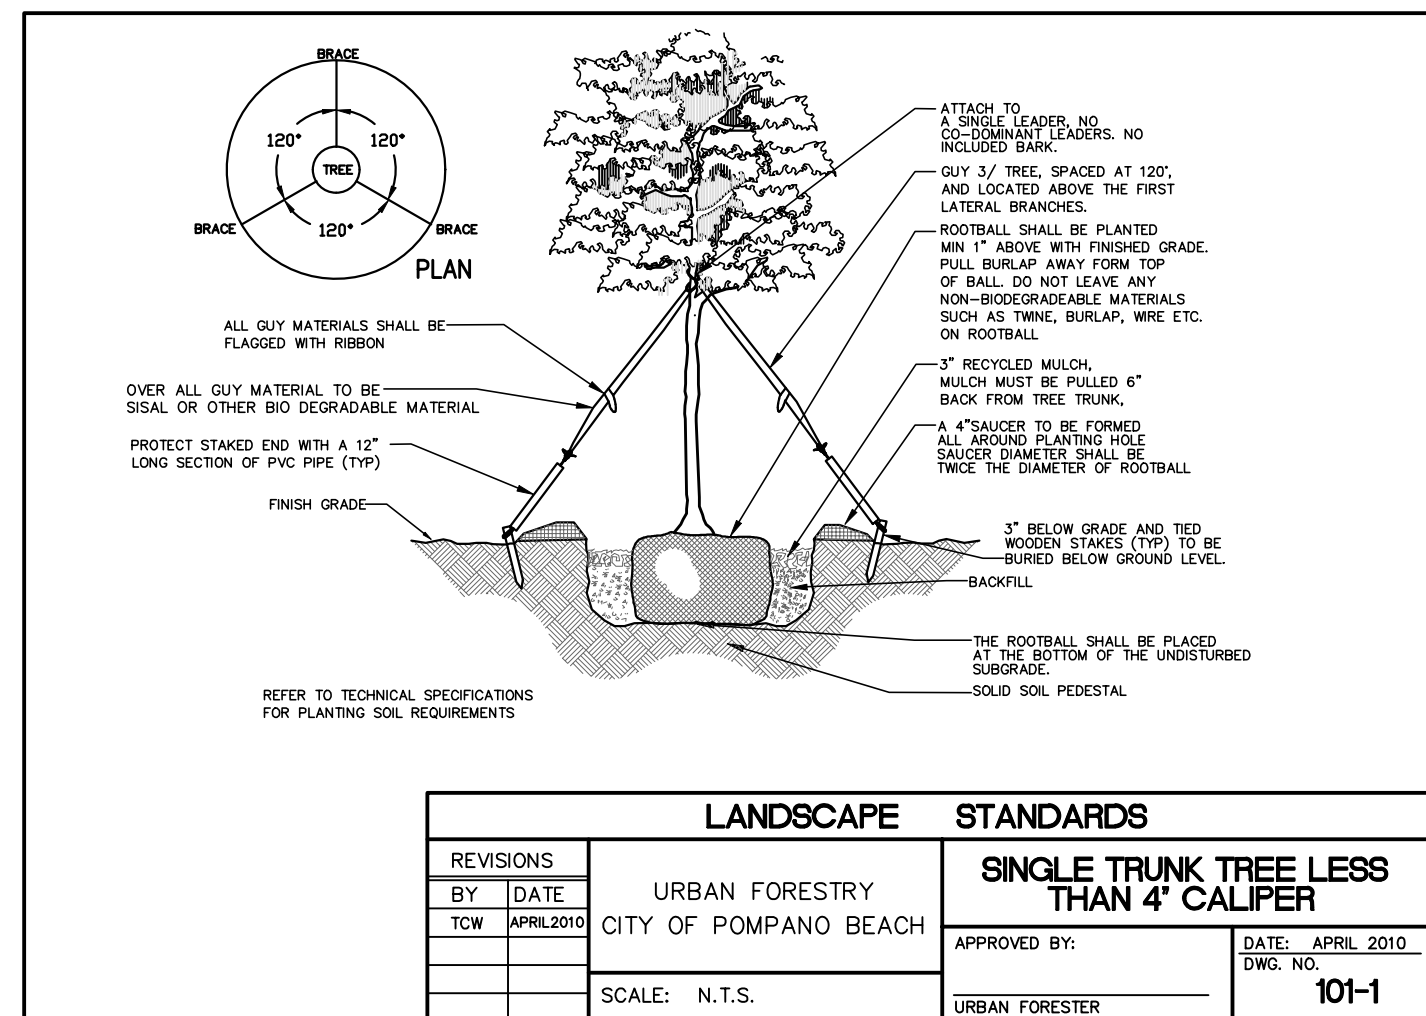 BRACE
120°
120°
TREE
120°
BRACE
BRACE
PLAN
ALL GUY MATERIALS SHALL BE
FLAGGED WITH RIBBON
OVER ALL GUY MATERIAL TO BE
SISAL OR OTHER BIO DEGRADABLE MATERIAL
PROTECT STAKED END WITH A 12"
LONG SECTION OF PVC PIPE (TYP)
FINISH GRADE
ATTACH TO
A SINGLE LEADER, NO
CO-DOMINANT LEADERS. NO
INCLUDED BARK.
GUY 3/ TREE, SPACED AT 120°,
AND LOCATED ABOVE THE FIRST
LATERAL BRANCHES.
ROOTBALL SHALL BE PLANTED
MIN 1" ABOVE WITH FINISHED GRADE.
PULL BURLAP AWAY FORM TOP
OF BALL. DO NOT LEAVE ANY
NON-BIODEGRADEABLE MATERIALS
SUCH AS TWINE, BURLAP, WIRE ETC.
ON ROOTBALL
3" RECYCLED MULCH,
MULCH MUST BE PULLED 6"
BACK FROM TREE TRUNK,
A 4"SAUCER TO BE FORMED
ALL AROUND PLANTING HOLE
SAUCER DIAMETER SHALL BE
TWICE THE DIAMETER OF ROOTBALL
3" BELOW GRADE AND TIED
WOODEN STAKES (TYP) TO BE
BURIED BELOW GROUND LEVEL.
BACKFILL
THE ROOTBALL SHALL BE PLACED
AT THE BOTTOM OF THE UNDISTURBED
SUBGRADE.
SOLID SOIL PEDESTAL
REFER TO TECHNICAL SPECIFICATIONS
FOR PLANTING SOIL REQUIREMENTS
LANDSCAPE STANDARDS
REVISIONS
BY DATE
TCW APRIL2010
URBAN FORESTRY
CITY OF POMPANO BEACH
SCALE: N.T.S.
SINGLE TRUNK TREE LESS
THAN 4" CALIPER
APPROVED BY:
URBAN FORESTER
DATE: APRIL 2010
DWG. NO.
101-1